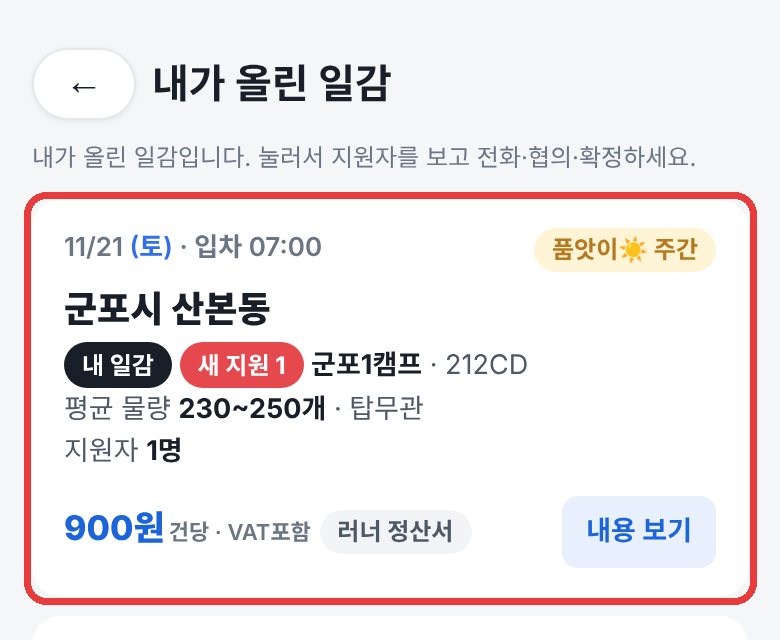 ← 내가 올린 일감
내가 올린 일감입니다. 눌러서 지원자를 보고 전화·협의·확정하세요.
11/21 (토) · 입차 07:00 품앗이☀️ 주간
군포시 산본동
내 일감 새 지원 1 군포1캠프 · 212CD
평균 물량 230~250개 · 탑무관
지원자 1명
900원 건당 · VAT포함 러너 정산서 내용 보기